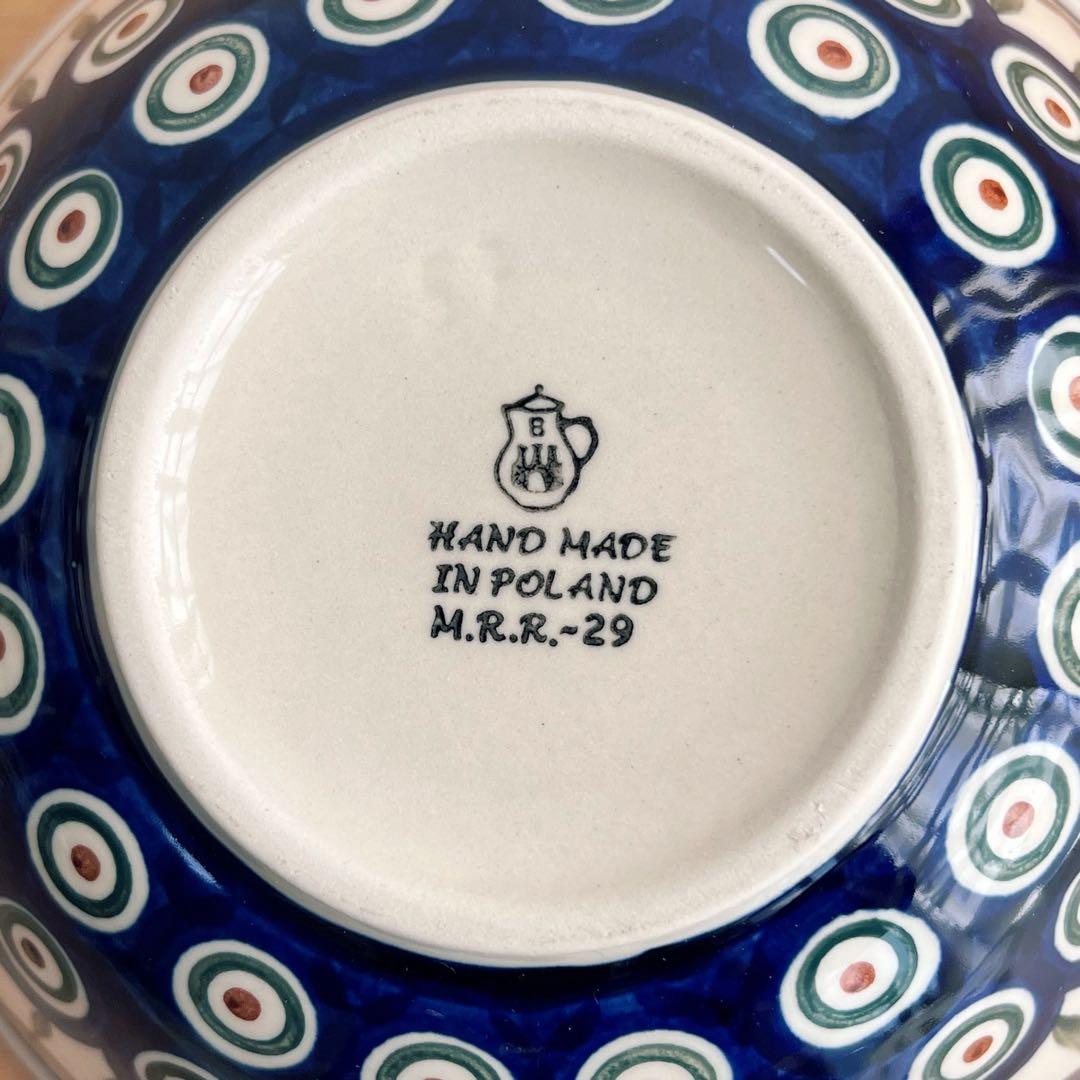 B
HAND MADE
IN POLAND
M.R.R.-29